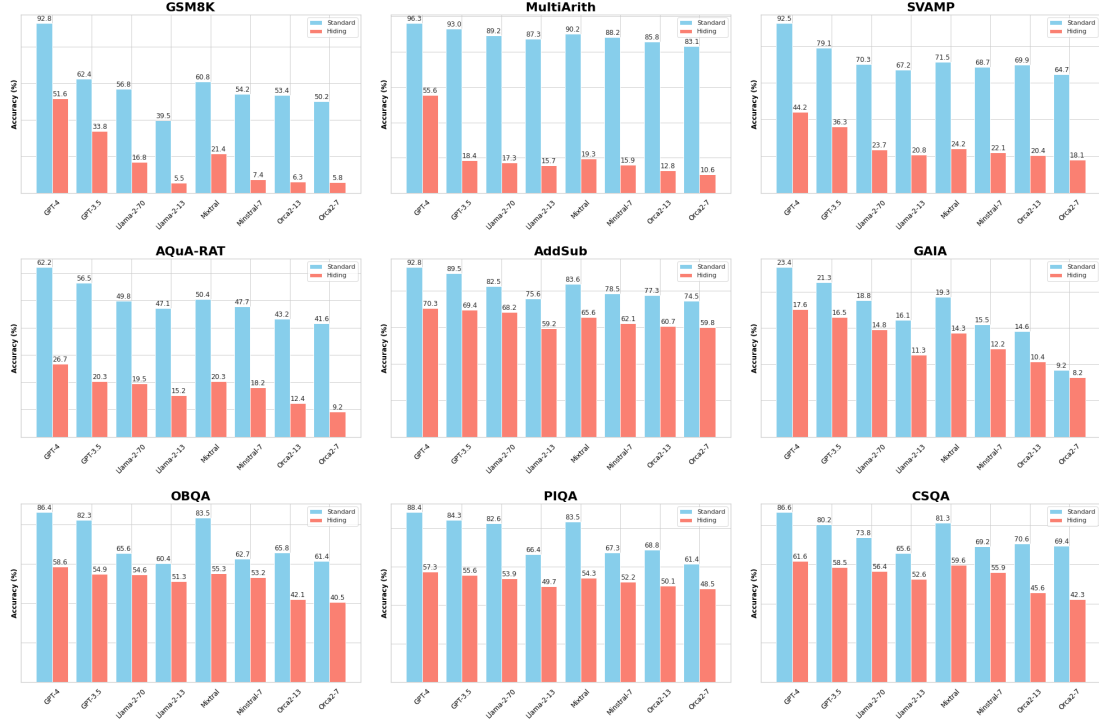 GSM8K
Accuracy (%)
Standard
Hiding
92.8
51.6
62.4
33.8
56.8
16.8
39.5
5.5
60.8
21.4
54.2
7.4
53.4
6.3
50.2
5.8
GPT-4
GPT-3.5
Llama-2-70
Llama-2-13
Mixtral
Minstral-7
Orca2-13
Orca2-7
MultiArith
Accuracy (%)
Standard
Hiding
96.3
55.6
93.0
18.4
89.2
17.3
87.3
15.7
90.2
19.3
88.2
15.9
85.8
12.8
83.1
10.6
GPT-4
GPT-3.5
Llama-2-70
Llama-2-13
Mixtral
Minstral-7
Orca2-13
Orca2-7
SVAMP
Accuracy (%)
Standard
Hiding
92.5
44.2
79.1
36.3
70.3
23.7
67.2
20.8
71.5
24.2
68.7
22.1
69.9
20.4
64.7
18.1
GPT-4
GPT-3.5
Llama-2-70
Llama-2-13
Mixtral
Minstral-7
Orca2-13
Orca2-7
AQuA-RAT
Accuracy (%)
Standard
Hiding
62.2
26.7
56.5
20.3
49.8
19.5
47.1
15.2
50.4
20.3
47.7
18.2
43.2
12.4
41.6
9.2
GPT-4
GPT-3.5
Llama-2-70
Llama-2-13
Mixtral
Minstral-7
Orca2-13
Orca2-7
AddSub
Accuracy (%)
Standard
Hiding
92.8
70.3
89.5
69.4
82.5
68.2
75.6
59.2
83.6
65.6
78.5
62.1
77.3
60.7
74.5
59.8
GPT-4
GPT-3.5
Llama-2-70
Llama-2-13
Mixtral
Minstral-7
Orca2-13
Orca2-7
GAIA
Accuracy (%)
Standard
Hiding
23.4
17.6
21.3
16.5
18.8
14.8
16.1
11.3
19.3
14.3
15.5
12.2
14.6
10.4
9.2
8.2
GPT-4
GPT-3.5
Llama-2-70
Llama-2-13
Mixtral
Minstral-7
Orca2-13
Orca2-7
OBQA
Accuracy (%)
Standard
Hiding
86.4
58.6
82.3
54.9
65.6
54.6
60.4
51.3
83.5
55.3
62.7
53.2
65.8
42.1
61.4
40.5
GPT-4
GPT-3.5
Llama-2-70
Llama-2-13
Mixtral
Minstral-7
Orca2-13
Orca2-7
PIQA
Accuracy (%)
Standard
Hiding
88.4
57.3
84.3
55.6
82.6
53.9
66.4
49.7
83.5
54.3
67.3
52.2
68.8
50.1
61.4
48.5
GPT-4
GPT-3.5
Llama-2-70
Llama-2-13
Mixtral
Minstral-7
Orca2-13
Orca2-7
CSQA
Accuracy (%)
Standard
Hiding
86.6
61.6
80.2
58.5
73.8
56.4
65.6
52.6
81.3
59.6
69.2
55.9
70.6
45.6
69.4
42.3
GPT-4
GPT-3.5
Llama-2-70
Llama-2-13
Mixtral
Minstral-7
Orca2-13
Orca2-7